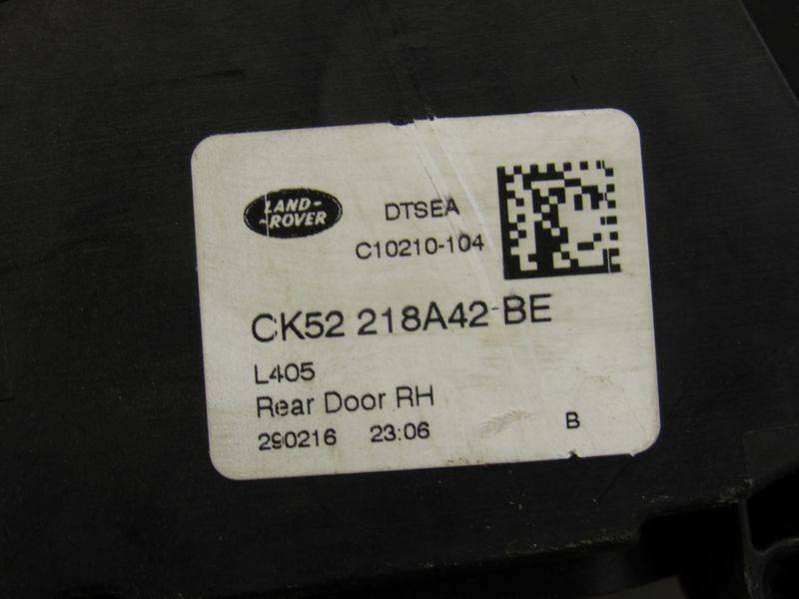 LAND-
-ROVER
DTSEA
C10210-104
CK52 218A42-BE
L405
Rear Door RH
290216 23:06
B